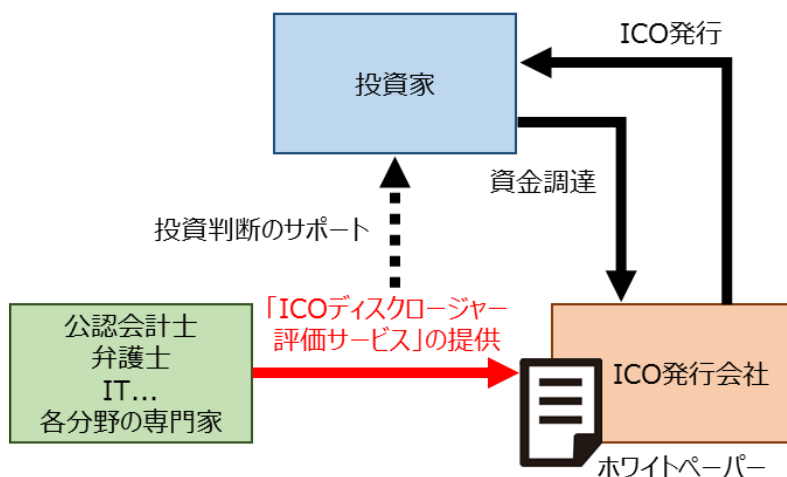 ICO発行
投資家
資金調達
投資判断のサポート
「ICOディスクロージャー
評価サービス」の提供
公認会計士
弁護士
IT…
各分野の専門家
ICO発行会社
ホワイトペーパー